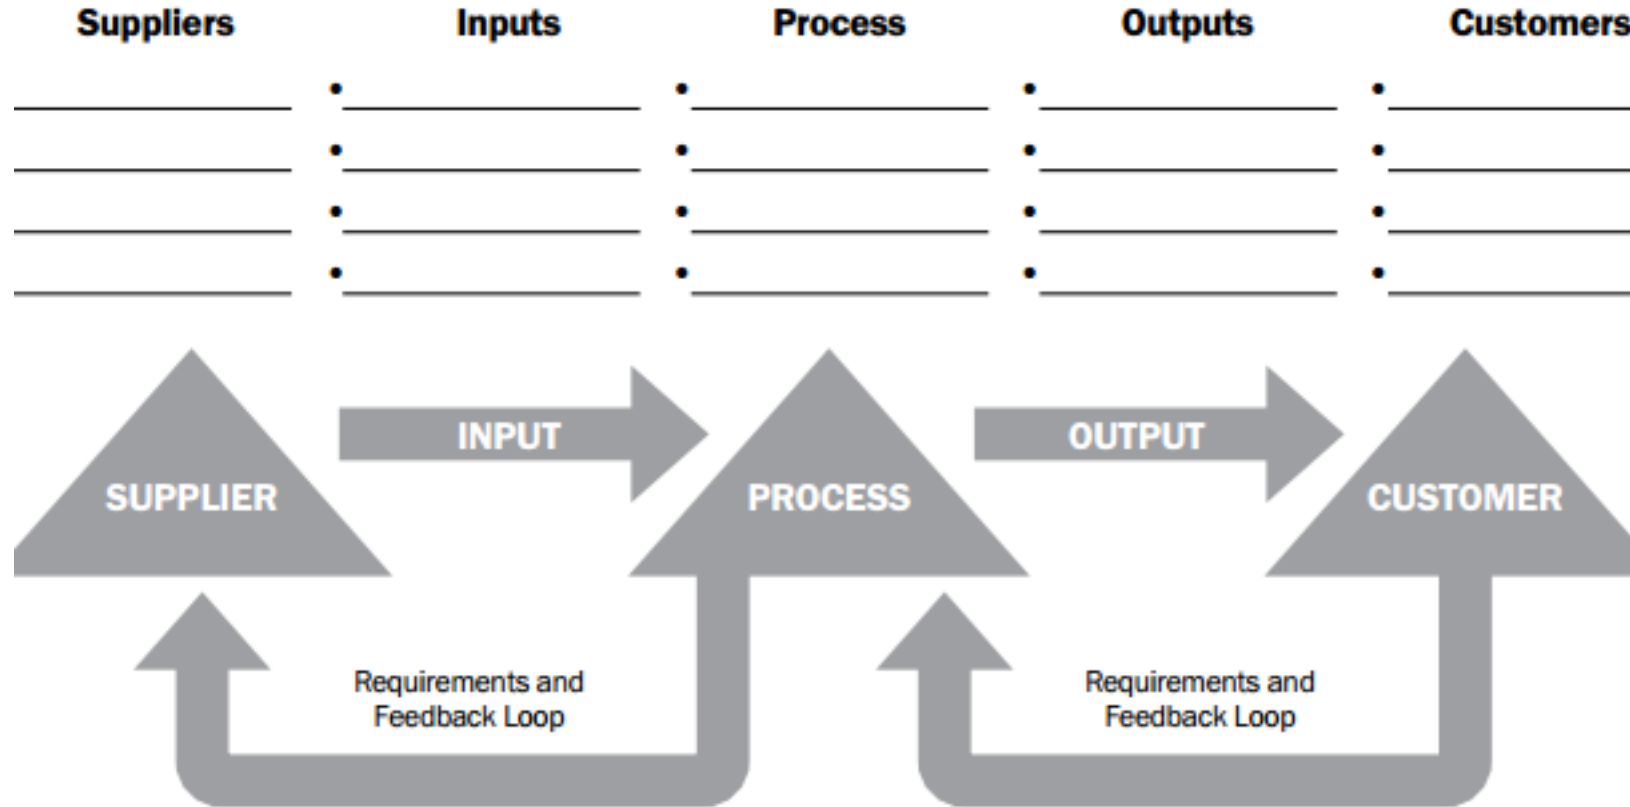 Suppliers Inputs Process Outputs Customers
•
• • • •
• • • •
• • • •
INPUT OUTPUT
SUPPLIER PROCESS CUSTOMER
Requirements and Requirements and
Feedback Loop Feedback Loop